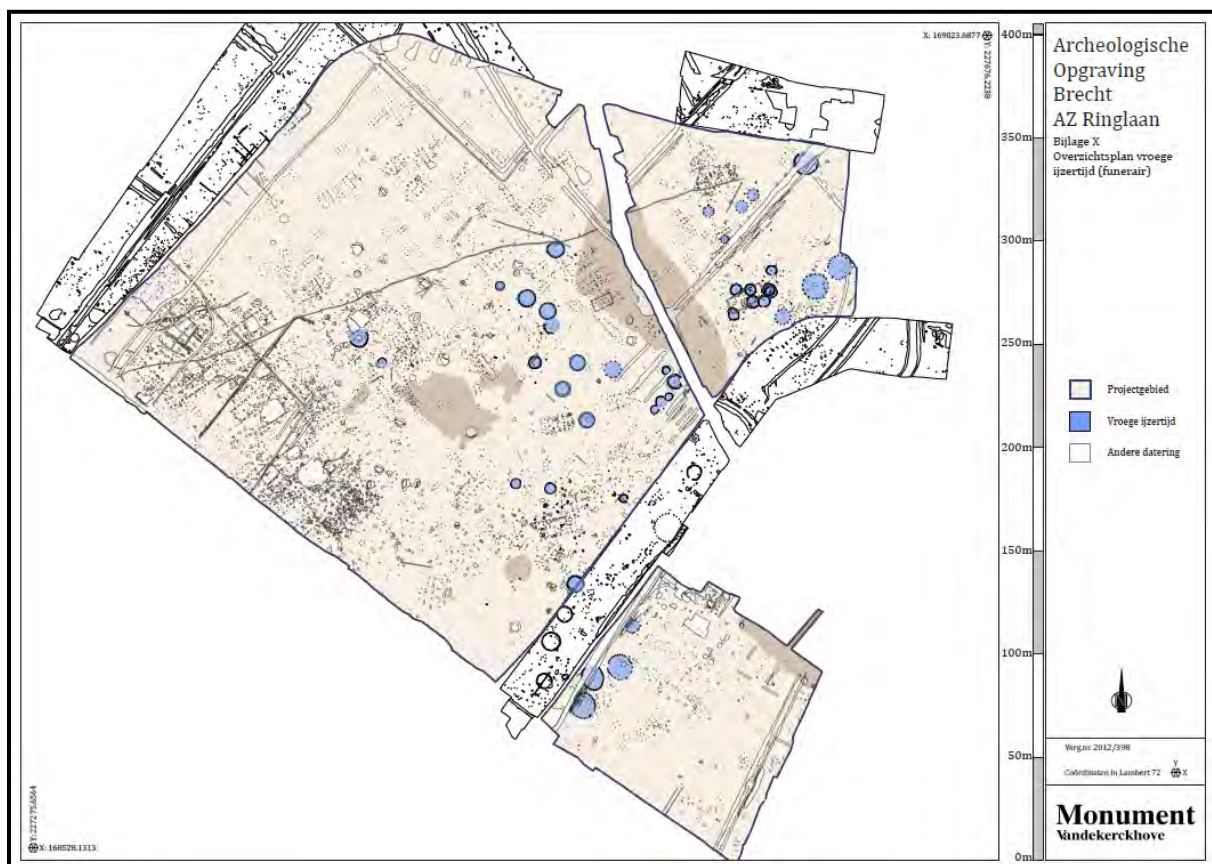 X: 169023.6877
Y: 227676.2238
400m
350m
300m
250m
200m
150m
100m
50m
0m
Archeologische
Opgraving
Brecht
AZ Ringlaan
Bijlage X
Overzichtsplan vroege
ijzertijd (funerair)
Projectgebied
Vroege ijzertijd
Andere datering
N
Verg.nr 2012/398
Coördinaten in Lambert 72
Y
X
Monument
Vandekerckhove
Y: 227275.6564
X: 168528.1313